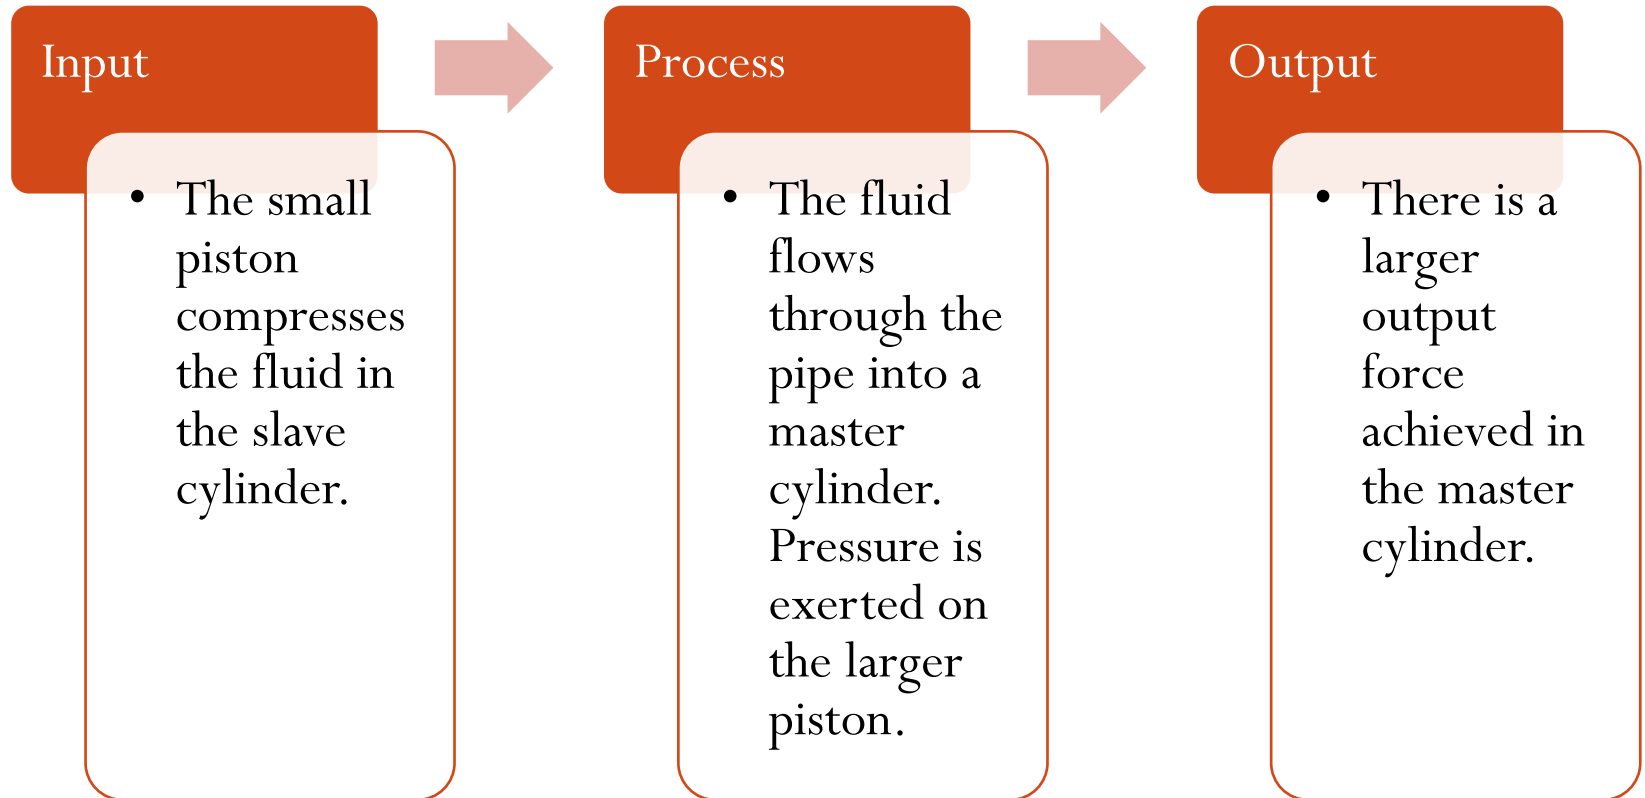 Input
• The small
piston
compresses
the fluid in
the slave
cylinder.
Process
• The fluid
flows
through the
pipe into a
master
cylinder.
Pressure is
exerted on
the larger
piston.
Output
• There is a
larger
output
force
achieved in
the master
cylinder.